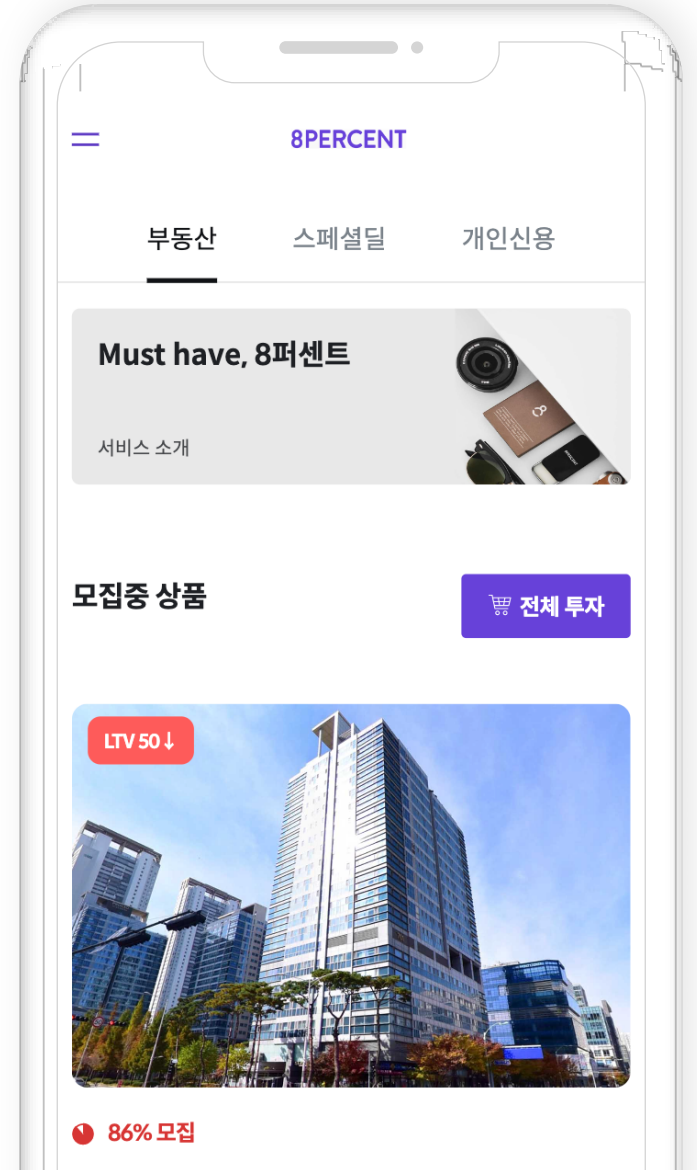 8PERCENT
부동산 스페셜딜 개인신용
Must have, 8퍼센트
서비스 소개
모집중 상품
전체 투자
LTV 50↓
86% 모집